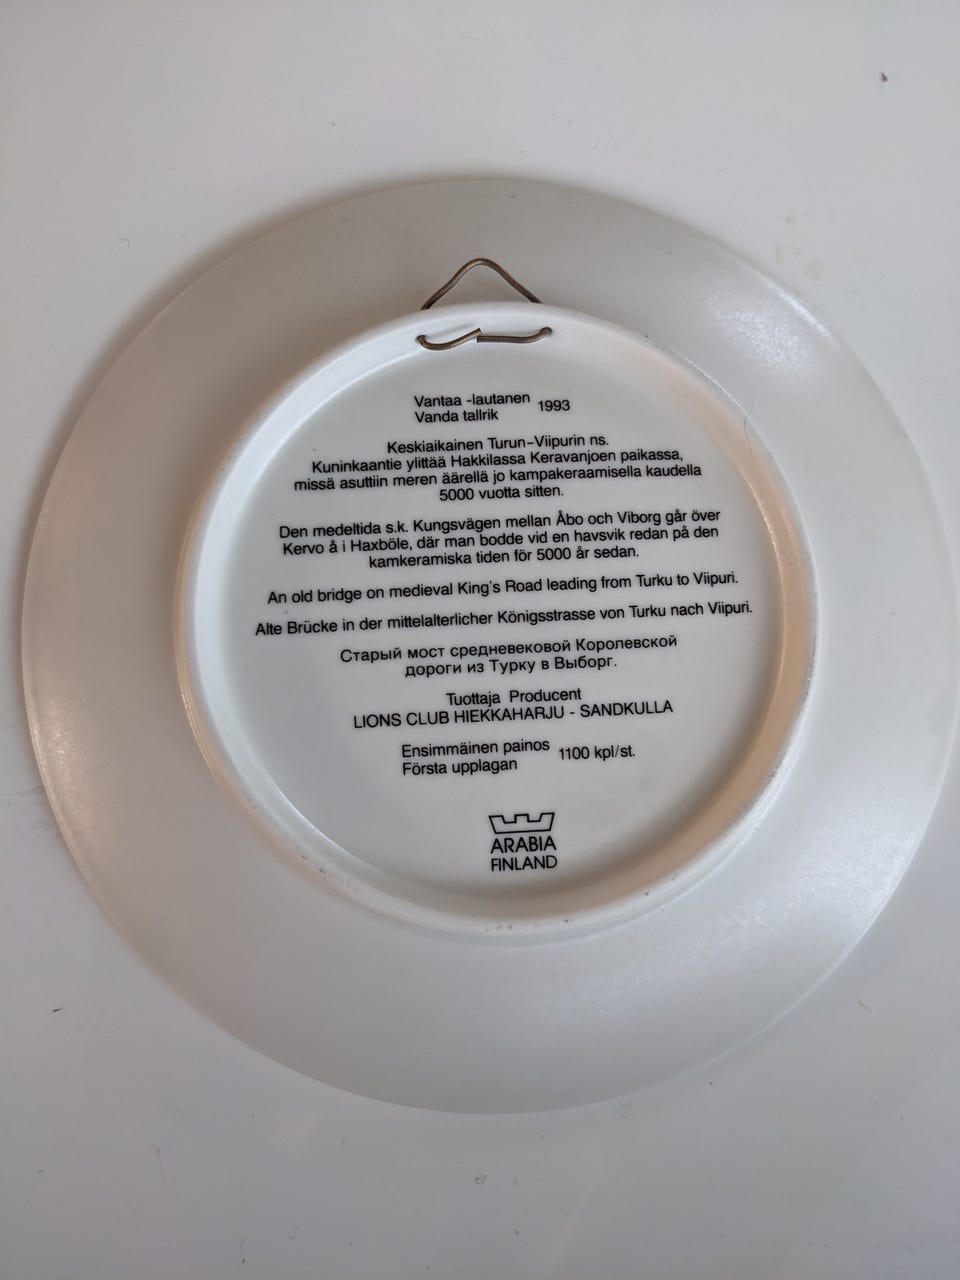 Vantaa -lautanen 1993
Vanda tallrik
Keskiaikainen Turun-Viipurin ns.
Kuninkaantie ylittää Hakkilassa Keravanjoen paikassa,
missä asuttiin meren äärellä jo kampakeraamisella kaudella
5000 vuotta sitten.
Den medeltida s.k. Kungsvägen mellan Åbo och Viborg går över
Kervo å i Haxböle, där man bodde vid en havsvik redan på den
kamkeramiska tiden för 5000 år sedan.
An old bridge on medieval King's Road leading from Turku to Viipuri.
Alte Brücke in der mittelalterlicher Königsstrasse von Turku nach Viipuri.
Старый мост средневековой Королевской
дороги из Турку в Выборг.
Tuottaja Producent
LIONS CLUB HIEKKAHARJU - SANDKULLA
Ensimmäinen painos 1100 kpl/st.
Första upplagan
ARABIA
FINLAND